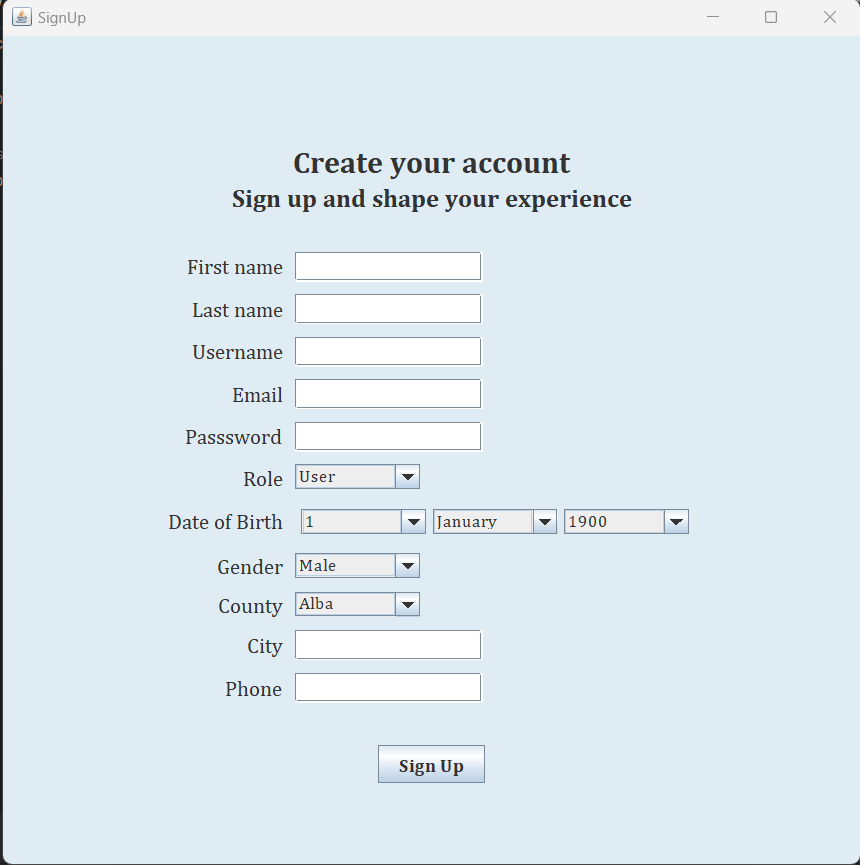 SignUp
Create your account
Sign up and shape your experience
First name
Last name
Username
Email
Passsword
Role User
Date of Birth 1 January 1900
Gender Male
County Alba
City
Phone
Sign Up